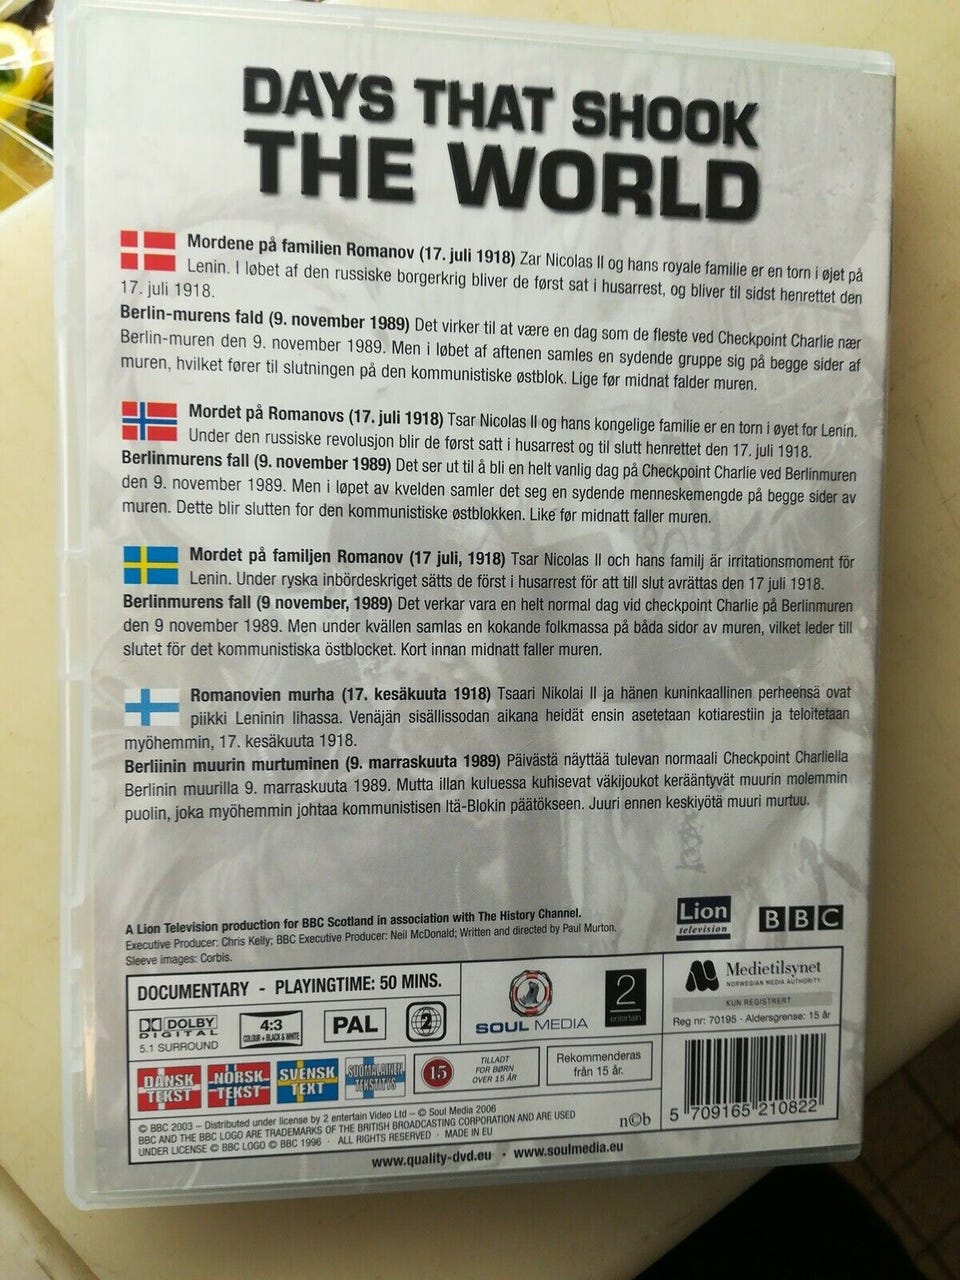 DAYS THAT SHOOK
THE WORLD
Mordene på familien Romanov (17. juli 1918) Zar Nicolas II og hans royale familie er en torn i øjet på
Lenin. I løbet af den russiske borgerkrig bliver de først sat i husarrest, og bliver til sidst henrettet den
17. juli 1918.
Berlin-murens fald (9. november 1989) Det virker til at være en dag som de fleste ved Checkpoint Charlie nær
Berlin-muren den 9. november 1989. Men i løbet af aftenen samles en sydende gruppe sig på begge sider af
muren, hvilket fører til slutningen på den kommunistiske østblok. Lige før midnat falder muren.
Mordet på Romanovs (17. juli 1918) Tsar Nicolas II og hans kongelige familie er en torn i øyet for Lenin.
Under den russiske revolusjon blir de først satt i husarrest og til slutt henrettet den 17. juli 1918.
Berlinmurens fall (9. november 1989) Det ser ut til å bli en helt vanlig dag på Checkpoint Charlie ved Berlinmuren
den 9. november 1989. Men i løpet av kvelden samler det seg en sydende menneskemengde på begge sider av
muren. Dette blir slutten for den kommunistiske østblokken. Like før midnatt faller muren.
Mordet på familjen Romanov (17 juli, 1918) Tsar Nicolas II och hans familj är irritationsmoment för
Lenin. Under ryska inbördeskriget sätts de först i husarrest för att till slut avrättas den 17 juli 1918.
Berlinmurens fall (9 november, 1989) Det verkar vara en helt normal dag vid checkpoint Charlie på Berlinmuren
den 9 november 1989. Men under kvällen samlas en kokande folkmassa på båda sidor av muren, vilket leder till
slutet för det kommunistiska östblocket. Kort innan midnatt faller muren.
Romanovien murha (17. kesäkuuta 1918) Tsaari Nikolai II ja hänen kuninkaallinen perheensä ovat
piikki Leninin lihassa. Venäjän sisällissodan aikana heidät ensin asetetaan kotiarestiin ja teloitetaan
myöhemmin, 17. kesäkuuta 1918.
Berliinin muurin murtuminen (9. marraskuuta 1989) Päivästä näyttää tulevan normaali Checkpoint Charliella
Berlinin muurilla 9. marraskuuta 1989. Mutta illan kuluessa kuhisevat väkijoukot kerääntyvät muurin molemmin
puolin, joka myöhemmin johtaa kommunistisen Itä-Blokin päätökseen. Juuri ennen keskiyötä muuri murtuu.
A Lion Television production for BBC Scotland in association with The History Channel.
Executive Producer: Chris Kelly; BBC Executive Producer: Neil McDonald; Written and directed by Paul Murton.
Sleeve images: Corbis.
Lion
television
BBC
DOCUMENTARY - PLAYINGTIME: 50 MINS.
DOLBY
DIGITAL
5.1 SURROUND
4:3
COLOUR + BLACK & WHITE
PAL
2
SOUL MEDIA
2
entertain
Medietilsynet
NORWEGIAN MEDIA AUTHORITY
KUN REGISTRERT
Reg nr: 70195 · Aldersgrense: 15 år
DANSK
TEKST
NORSK
TEKST
SVENSK
TEXT
SUOMALAINEN
TEKSTITYS
15
TILLADT
FOR BØRN
OVER 15 ÅR
Rekommenderas
från 15 år.
5 709165 210822
© BBC 2003 – Distributed under license by 2 entertain Video Ltd – © Soul Media 2006
BBC AND THE BBC LOGO ARE TRADEMARKS OF THE BRITISH BROADCASTING CORPORATION AND ARE USED
UNDER LICENSE © BBC LOGO © BBC 1996 · ALL RIGHTS RESERVED · MADE IN EU
n©b
www.quality-dvd.eu · www.soulmedia.eu